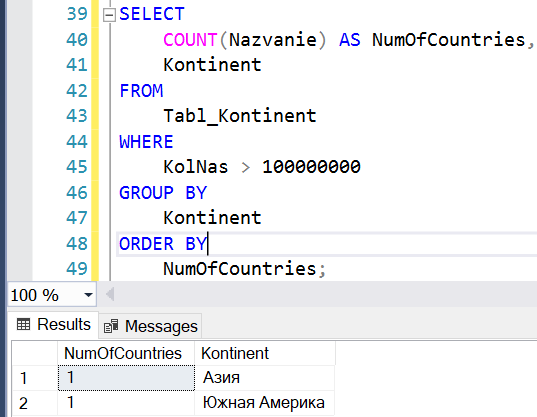 39 SELECT
40 COUNT(Nazvanie) AS NumOfCountries,
41 Kontinent
42 FROM
43 Tabl_Kontinent
44 WHERE
45 KolNas > 100000000
46 GROUP BY
47 Kontinent
48 ORDER BY
49 NumOfCountries;
100 %
Results Messages
NumOfCountries Kontinent
1 1 Азия
2 1 Южная Америка